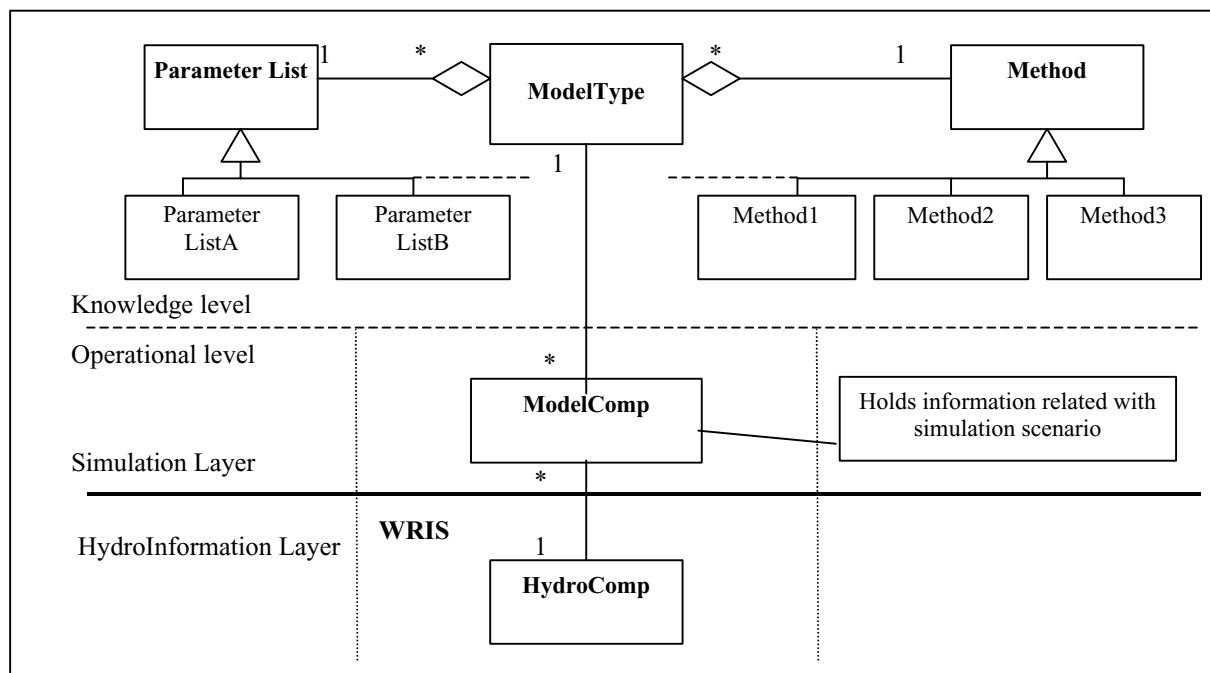 1 * * 1
Parameter List
ModelType
Method
1
Parameter
ListA
Parameter
ListB
Method1
Method2
Method3
Knowledge level
Operational level
*
ModelComp
Holds information related with
simulation scenario
Simulation Layer
*
WRIS
HydroInformation Layer
1
HydroComp